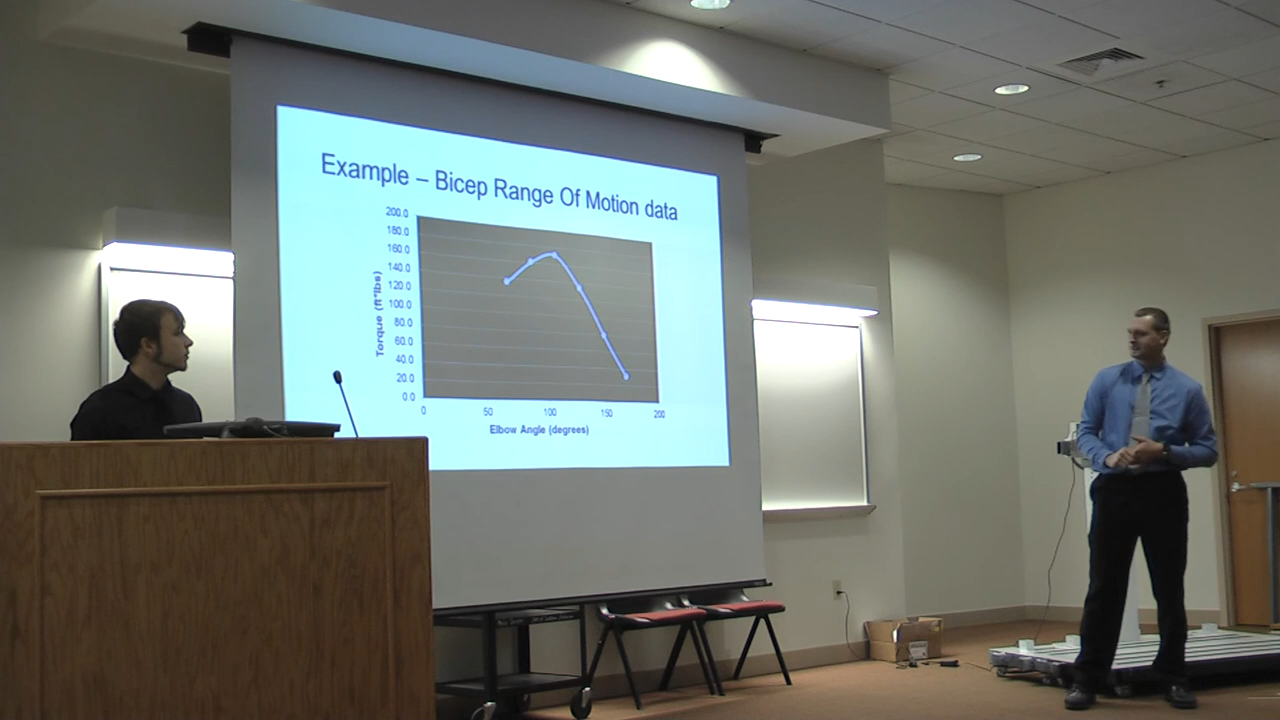 Example – Bicep Range Of Motion data
200.0
180.0
160.0
140.0
120.0
100.0
80.0
60.0
40.0
20.0
0.0
Torque (ft*lbs)
0 50 100 150 200
Elbow Angle (degrees)